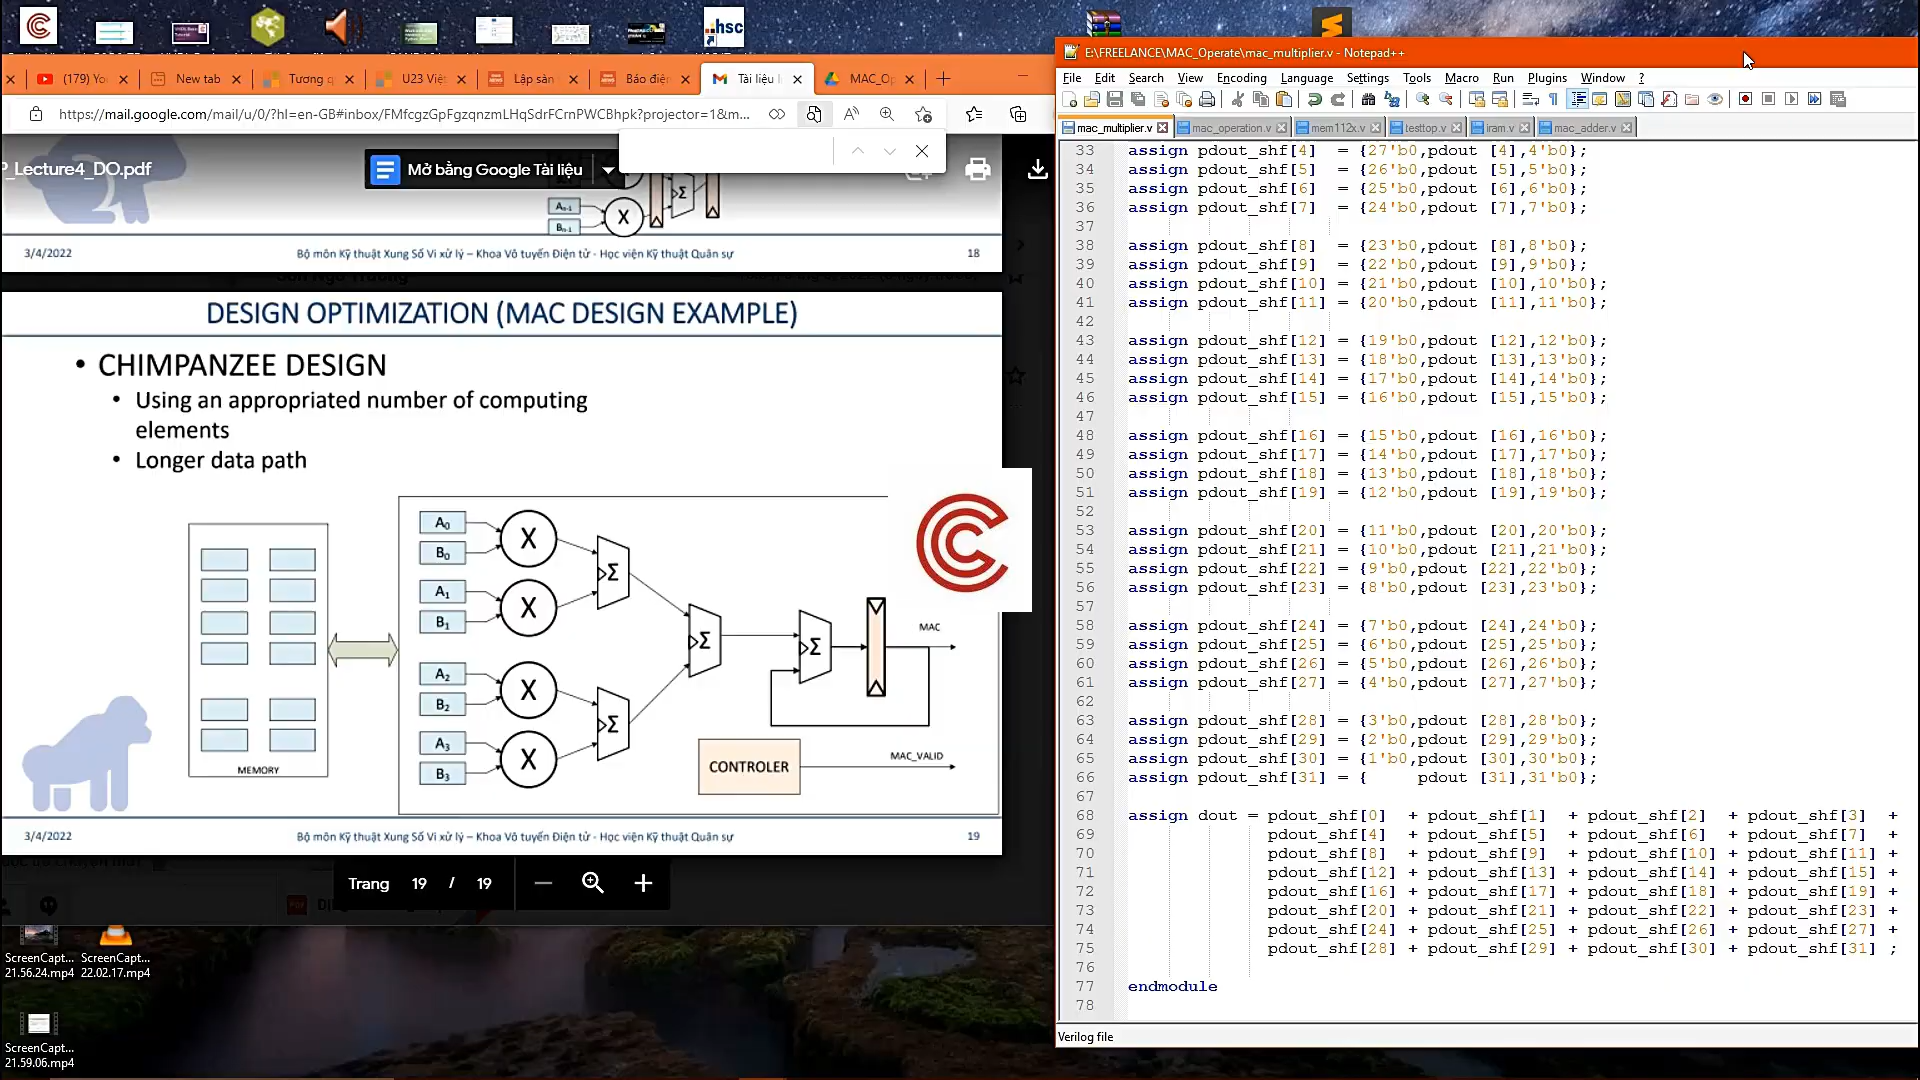 hsc
(179) Yo
New tab
Tương q
U23 Việ
Lập sàn
Báo điện
Tài liệu l
MAC_Op
https://mail.google.com/mail/u/0/?hl=en-GB#inbox/FMfcgzGpFgzqnzmLHqSdrFCrnPWCBhpk?projector=1&m...
P_Lecture4_DO.pdf
Mở bằng Google Tài liệu
Σ
An-1
Bn-1
X
3/4/2022
Bộ môn Kỹ thuật Xung Số Vi xử lý – Khoa Vô tuyến Điện tử - Học viện Kỹ thuật Quân sự
18
DESIGN OPTIMIZATION (MAC DESIGN EXAMPLE)
• CHIMPANZEE DESIGN
• Using an appropriated number of computing
elements
• Longer data path
MEMORY
A0
B0
X
A1
B1
X
Σ
A2
B2
X
A3
B3
X
Σ
Σ
Σ
MAC
CONTROLER
MAC_VALID
3/4/2022
Bộ môn Kỹ thuật Xung Số Vi xử lý – Khoa Vô tuyến Điện tử - Học viện Kỹ thuật Quân sự
19
Trang 19 / 19
ScreenCapt...
21.56.24.mp4
ScreenCapt...
22.02.17.mp4
ScreenCapt...
21.59.06.mp4
E:\FREELANCE\MAC_Operate\mac_multiplier.v - Notepad++
File Edit Search View Encoding Language Settings Tools Macro Run Plugins Window ?
mac_multiplier.v mac_operation.v mem112x.v testtop.v iram.v mac_adder.v
33 assign pdout_shf[4] = {27'b0,pdout [4],4'b0};
34 assign pdout_shf[5] = {26'b0,pdout [5],5'b0};
35 assign pdout_shf[6] = {25'b0,pdout [6],6'b0};
36 assign pdout_shf[7] = {24'b0,pdout [7],7'b0};
37
38 assign pdout_shf[8] = {23'b0,pdout [8],8'b0};
39 assign pdout_shf[9] = {22'b0,pdout [9],9'b0};
40 assign pdout_shf[10] = {21'b0,pdout [10],10'b0};
41 assign pdout_shf[11] = {20'b0,pdout [11],11'b0};
42
43 assign pdout_shf[12] = {19'b0,pdout [12],12'b0};
44 assign pdout_shf[13] = {18'b0,pdout [13],13'b0};
45 assign pdout_shf[14] = {17'b0,pdout [14],14'b0};
46 assign pdout_shf[15] = {16'b0,pdout [15],15'b0};
47
48 assign pdout_shf[16] = {15'b0,pdout [16],16'b0};
49 assign pdout_shf[17] = {14'b0,pdout [17],17'b0};
50 assign pdout_shf[18] = {13'b0,pdout [18],18'b0};
51 assign pdout_shf[19] = {12'b0,pdout [19],19'b0};
52
53 assign pdout_shf[20] = {11'b0,pdout [20],20'b0};
54 assign pdout_shf[21] = {10'b0,pdout [21],21'b0};
55 assign pdout_shf[22] = {9'b0,pdout [22],22'b0};
56 assign pdout_shf[23] = {8'b0,pdout [23],23'b0};
57
58 assign pdout_shf[24] = {7'b0,pdout [24],24'b0};
59 assign pdout_shf[25] = {6'b0,pdout [25],25'b0};
60 assign pdout_shf[26] = {5'b0,pdout [26],26'b0};
61 assign pdout_shf[27] = {4'b0,pdout [27],27'b0};
62
63 assign pdout_shf[28] = {3'b0,pdout [28],28'b0};
64 assign pdout_shf[29] = {2'b0,pdout [29],29'b0};
65 assign pdout_shf[30] = {1'b0,pdout [30],30'b0};
66 assign pdout_shf[31] = { pdout [31],31'b0};
67
68 assign dout = pdout_shf[0] + pdout_shf[1] + pdout_shf[2] + pdout_shf[3] +
69 pdout_shf[4] + pdout_shf[5] + pdout_shf[6] + pdout_shf[7] +
70 pdout_shf[8] + pdout_shf[9] + pdout_shf[10] + pdout_shf[11] +
71 pdout_shf[12] + pdout_shf[13] + pdout_shf[14] + pdout_shf[15] +
72 pdout_shf[16] + pdout_shf[17] + pdout_shf[18] + pdout_shf[19] +
73 pdout_shf[20] + pdout_shf[21] + pdout_shf[22] + pdout_shf[23] +
74 pdout_shf[24] + pdout_shf[25] + pdout_shf[26] + pdout_shf[27] +
75 pdout_shf[28] + pdout_shf[29] + pdout_shf[30] + pdout_shf[31] ;
76
77 endmodule
78
Verilog file